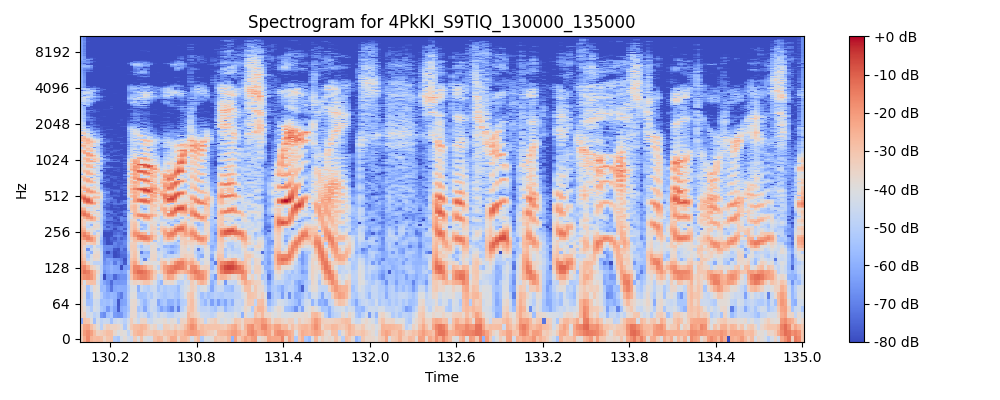 Spectrogram for 4PkKI_S9TIQ_130000_135000
8192
4096
2048
1024
512
256
128
64
0
Hz
130.2 130.8 131.4 132.0 132.6 133.2 133.8 134.4 135.0
Time
+0 dB
-10 dB
-20 dB
-30 dB
-40 dB
-50 dB
-60 dB
-70 dB
-80 dB